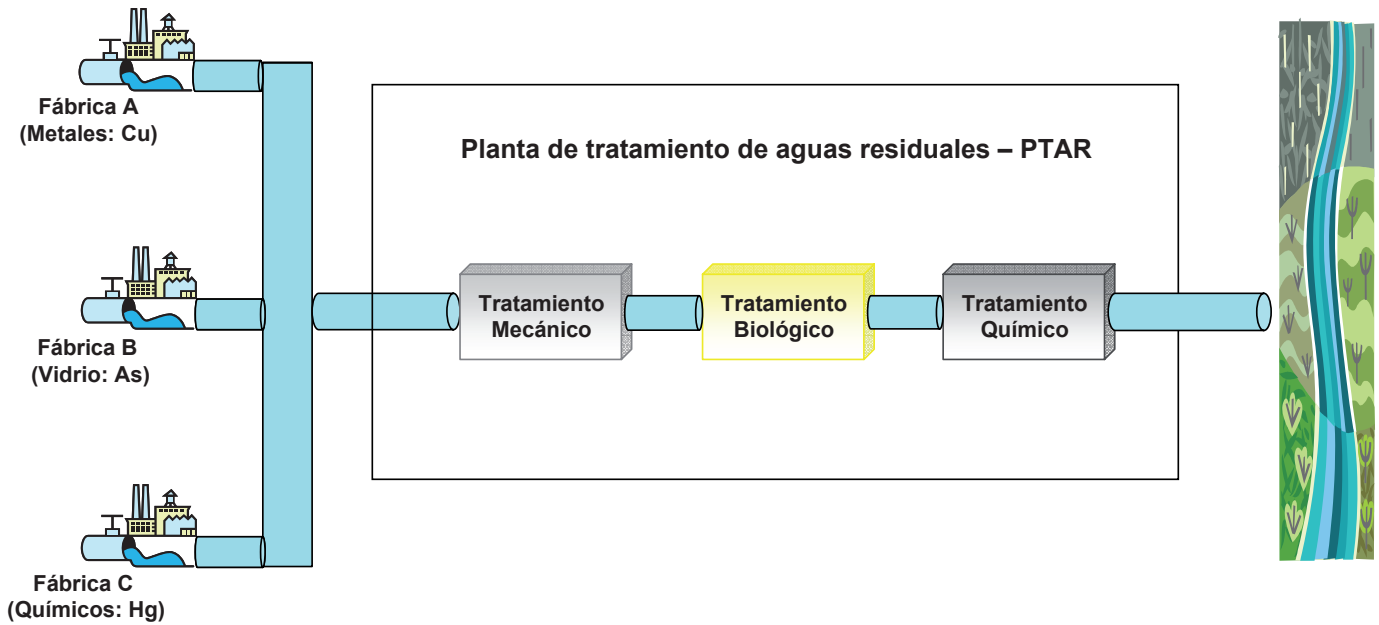 Fábrica A
(Metales: Cu)
Planta de tratamiento de aguas residuales – PTAR
Fábrica B
(Vidrio: As)
Tratamiento
Mecánico
Tratamiento
Biológico
Tratamiento
Químico
Fábrica C
(Químicos: Hg)